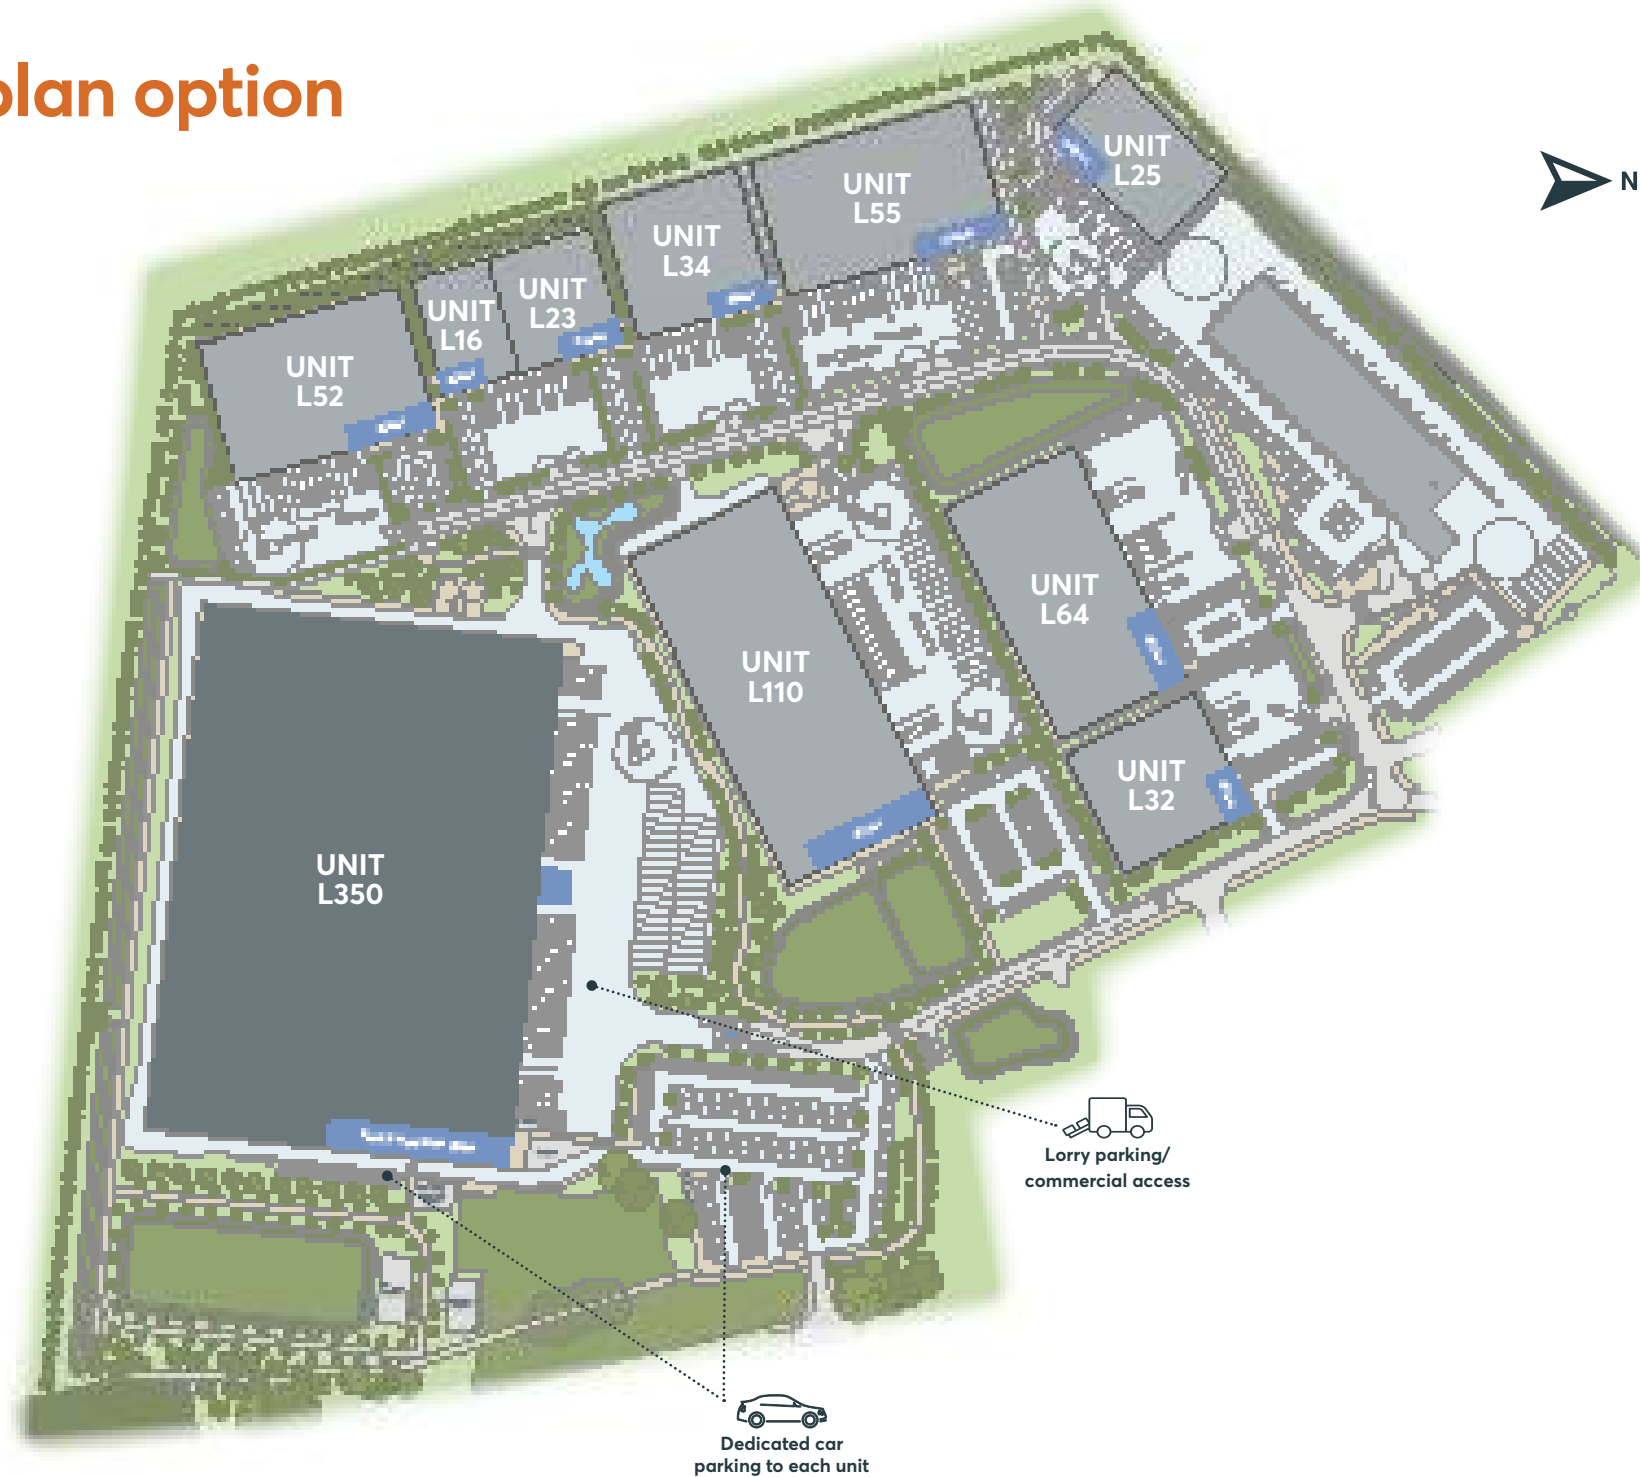 plan option
N
UNIT
L25
UNIT
L55
UNIT
L34
UNIT
L23
UNIT
L16
UNIT
L52
UNIT
L64
UNIT
L110
UNIT
L32
UNIT
L350
Lorry parking/
commercial access
Dedicated car
parking to each unit